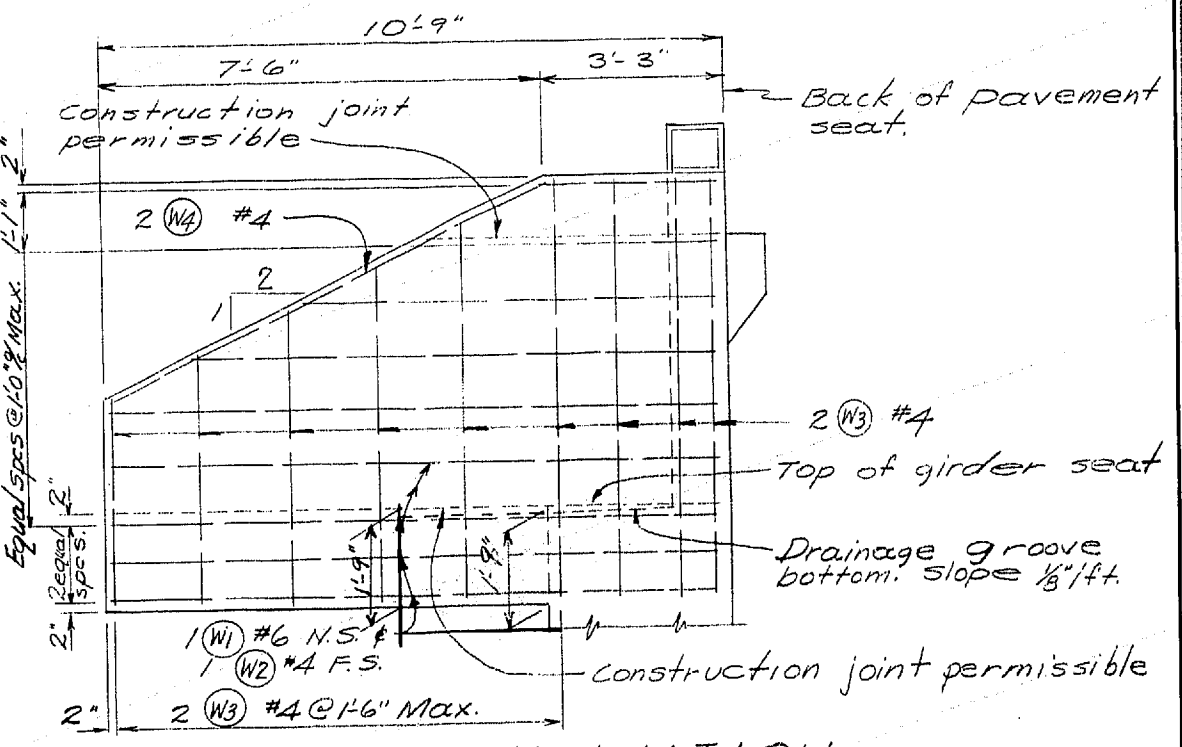 10'-9"
7'-6"
3'-3"
Construction joint
permissible
Back of pavement
seat.
2"
1'-1"
2 W4 #4
2
1
Equal spcs @ 1'-0" % Max.
2 W3 #4
Top of girder seat
2"
2 equal
spcs.
1'-9"
1'-9"
Drainage groove
bottom. Slope 1/8"/ft.
2"
1 W1 #6 N.S. &
1 W2 #4 F.S.
Construction joint permissible
2"
2 W3 #4 @ 1'-6" Max.